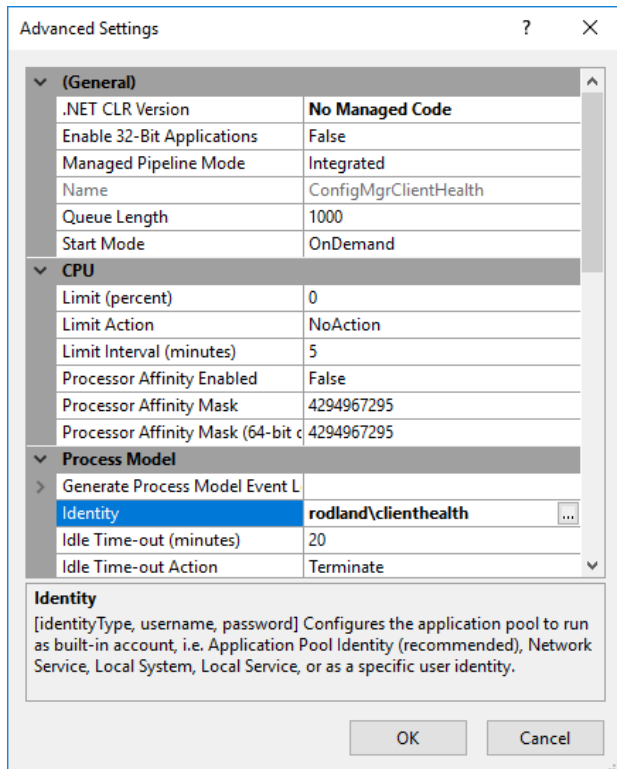 Advanced Settings ? ×
(General)
.NET CLR Version No Managed Code
Enable 32-Bit Applications False
Managed Pipeline Mode Integrated
Name ConfigMgrClientHealth
Queue Length 1000
Start Mode OnDemand
CPU
Limit (percent) 0
Limit Action NoAction
Limit Interval (minutes) 5
Processor Affinity Enabled False
Processor Affinity Mask 4294967295
Processor Affinity Mask (64-bit o 4294967295
Process Model
Generate Process Model Event L
Identity rodland\clienthealth ...
Idle Time-out (minutes) 20
Idle Time-out Action Terminate
Identity
[identityType, username, password] Configures the application pool to run
as built-in account, i.e. Application Pool Identity (recommended), Network
Service, Local System, Local Service, or as a specific user identity.
OK Cancel